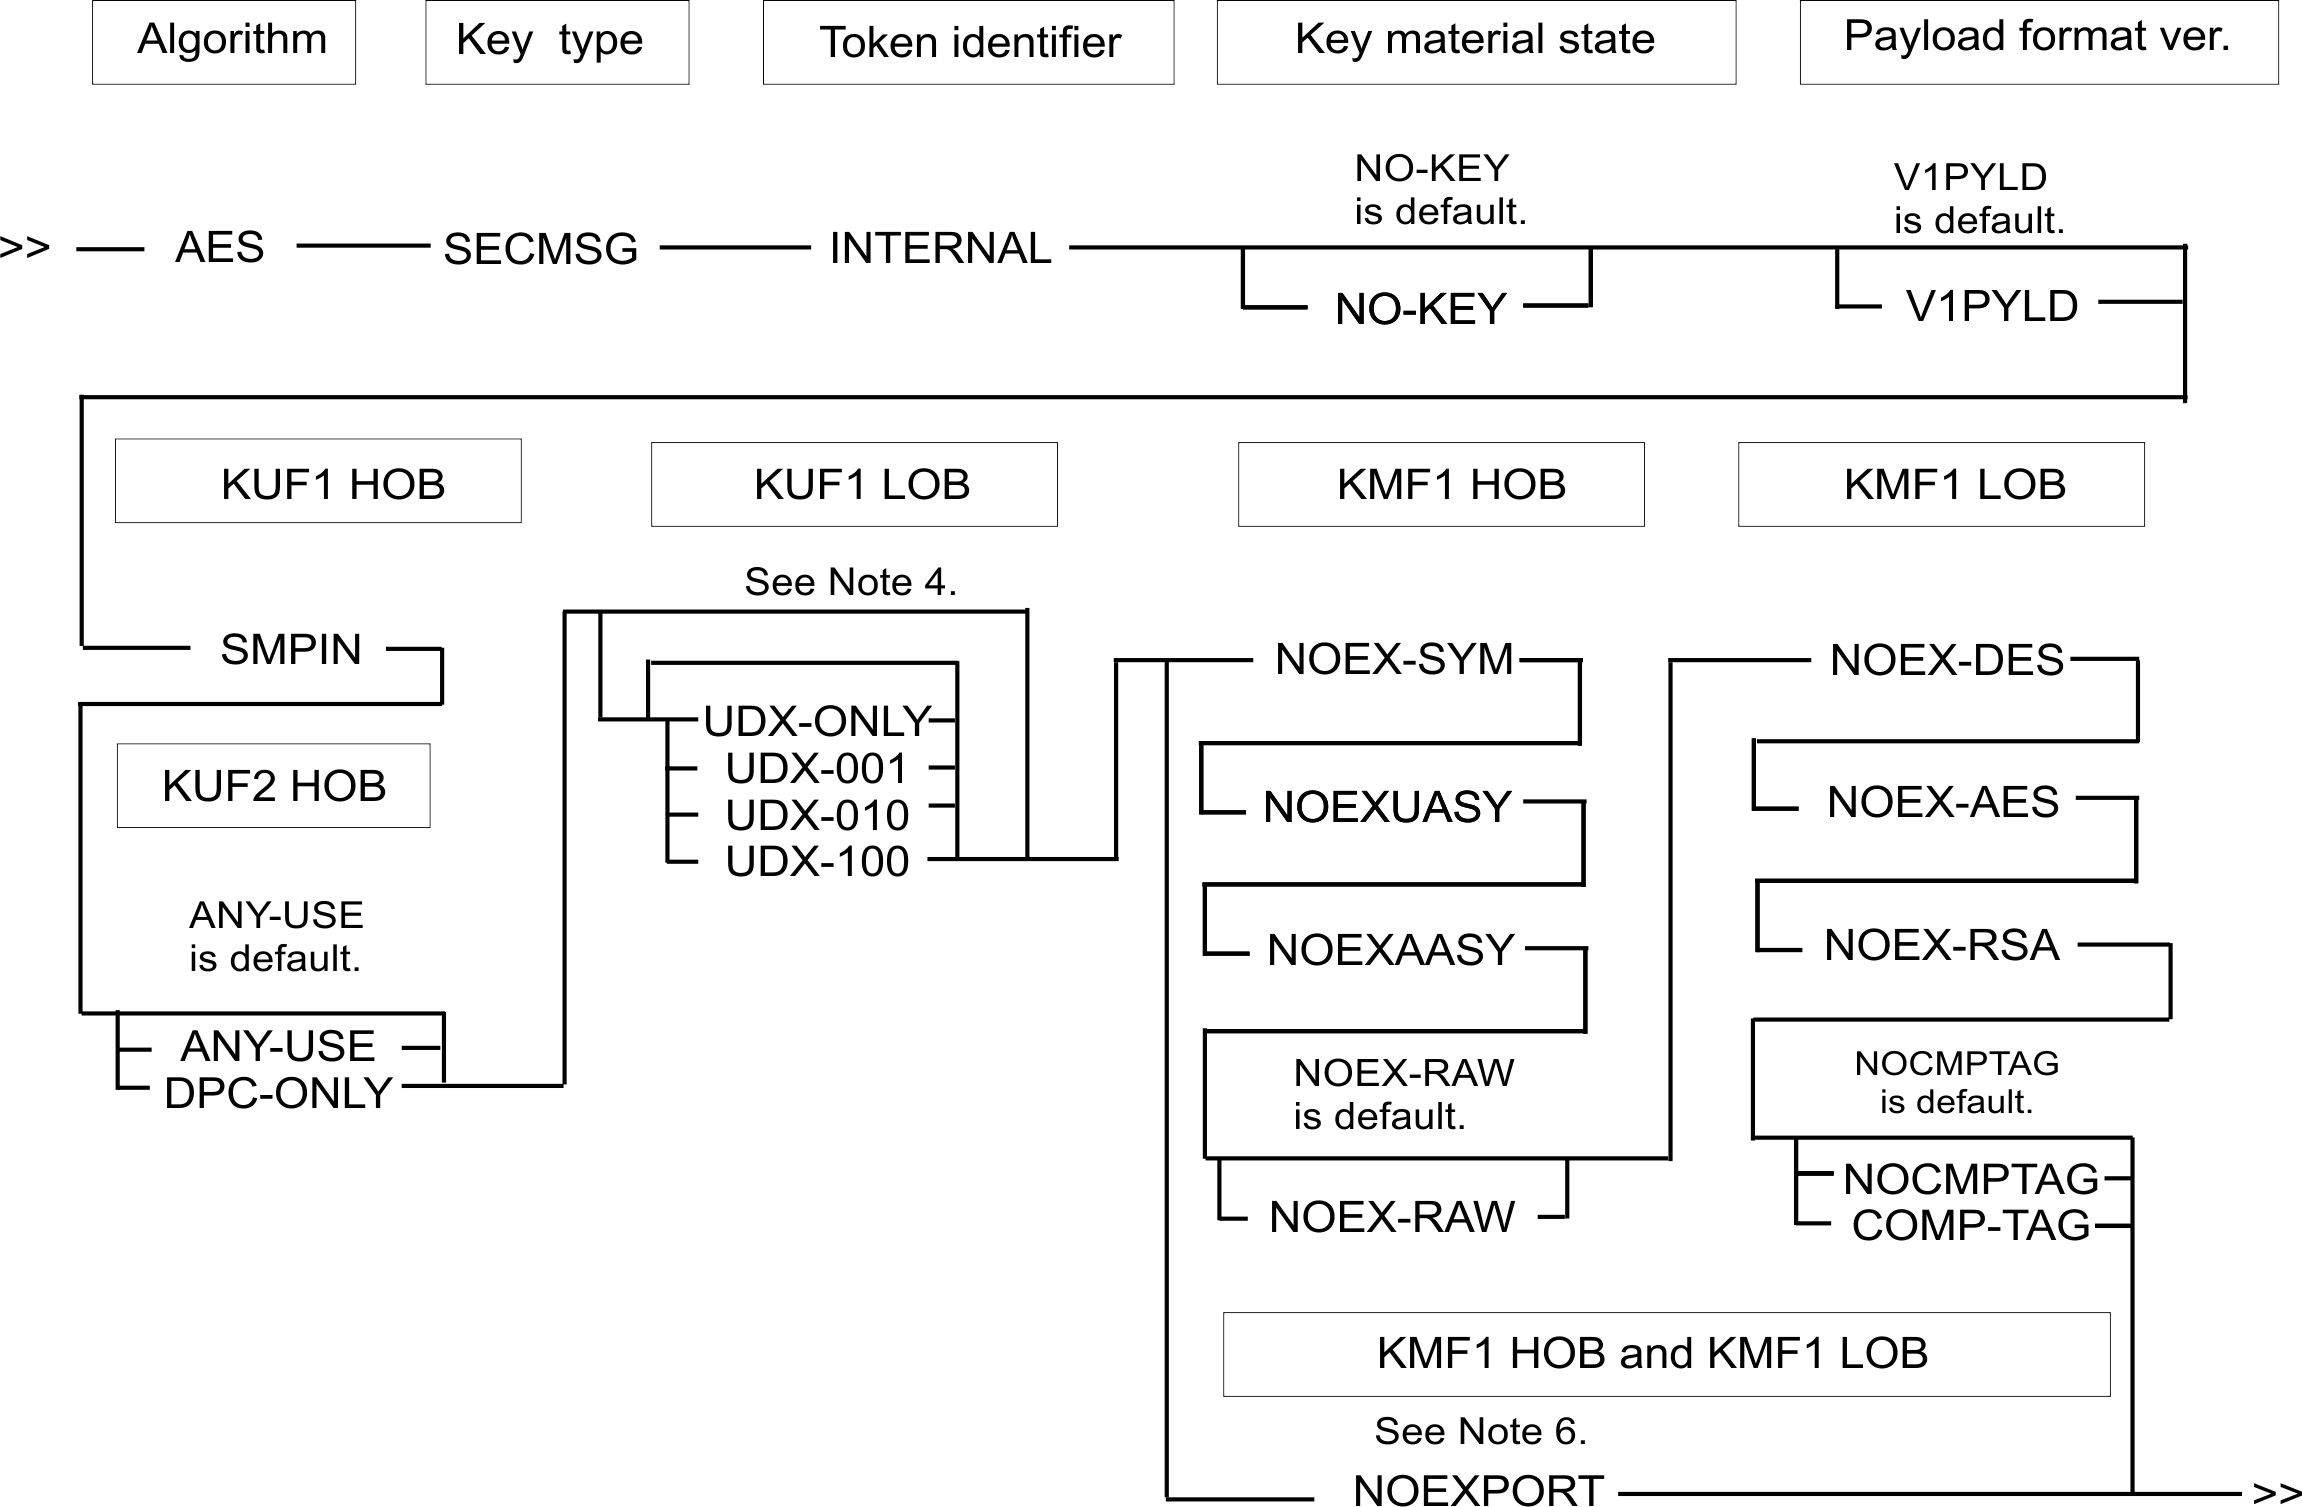 Algorithm
Key type
Token identifier
Key material state
Payload format ver.
NO-KEY
is default.
V1PYLD
is default.
>> AES SECMSG INTERNAL
NO-KEY
V1PYLD
KUF1 HOB
KUF1 LOB
KMF1 HOB
KMF1 LOB
See Note 4.
SMPIN
KUF2 HOB
ANY-USE
is default.
ANY-USE
DPC-ONLY
UDX-ONLY
UDX-001
UDX-010
UDX-100
NOEX-SYM
NOEXUASY
NOEXAASY
NOEX-RAW
is default.
NOEX-RAW
NOEX-DES
NOEX-AES
NOEX-RSA
NOCMPTAG
is default.
NOCMPTAG
COMP-TAG
KMF1 HOB and KMF1 LOB
See Note 6.
NOEXPORT >>